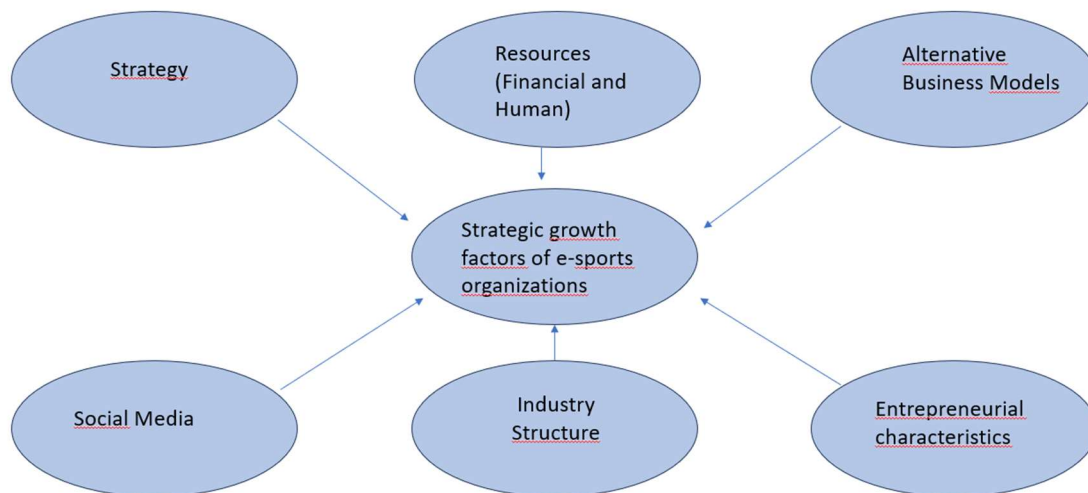 Strategy
Resources
(Financial and
Human)
Alternative
Business Models
Strategic growth
factors of e-sports
organizations
Social Media
Industry
Structure
Entrepreneurial
characteristics